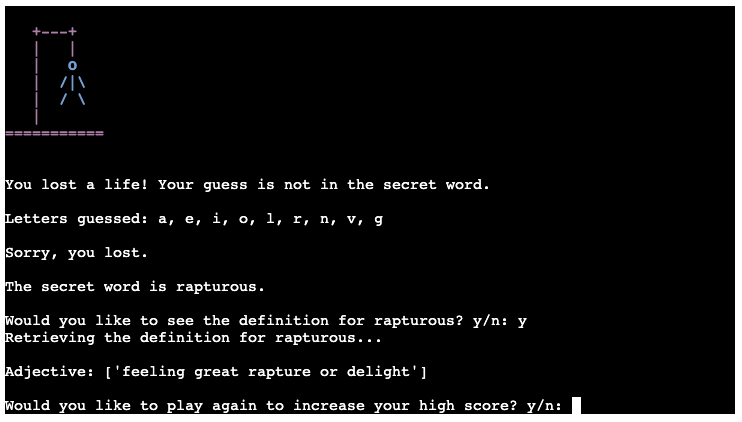 +---+
|   |
|   o
|  /|\
|  / \
|
===========
You lost a life! Your guess is not in the secret word.
Letters guessed: a, e, i, o, l, r, n, v, g
Sorry, you lost.
The secret word is rapturous.
Would you like to see the definition for rapturous? y/n: y
Retrieving the definition for rapturous...
Adjective: ['feeling great rapture or delight']
Would you like to play again to increase your high score? y/n: